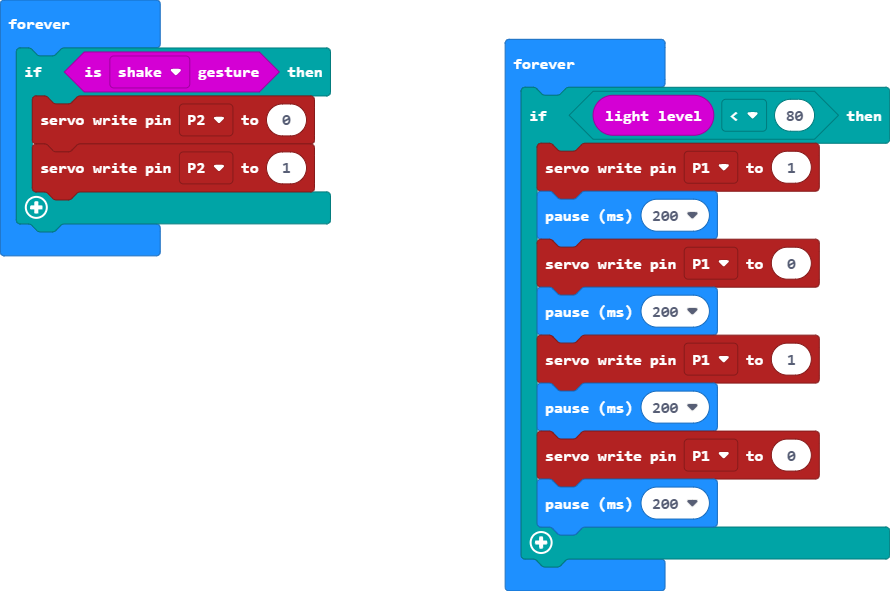 forever
if is shake gesture then
servo write pin P2 to 0
servo write pin P2 to 1
forever
if light level < 80 then
servo write pin P1 to 1
pause (ms) 200
servo write pin P1 to 0
pause (ms) 200
servo write pin P1 to 1
pause (ms) 200
servo write pin P1 to 0
pause (ms) 200